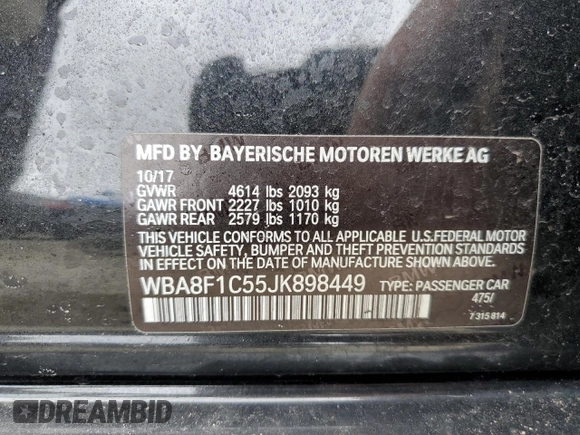 MFD BY BAYERISCHE MOTOREN WERKE AG
10/17
GVWR 4614 lbs 2093 kg
GAWR FRONT 2227 lbs 1010 kg
GAWR REAR 2579 lbs 1170 kg
THIS VEHICLE CONFORMS TO ALL APPLICABLE U.S.FEDERAL MOTOR
VEHICLE SAFETY, BUMPER AND THEFT PREVENTION STANDARDS
IN EFFECT ON THE DATE OF MANUFACTURE SHOWN ABOVE.
WBA8F1C55JK898449 TYPE: PASSENGER CAR
475/
7 315 814
DREAMBID